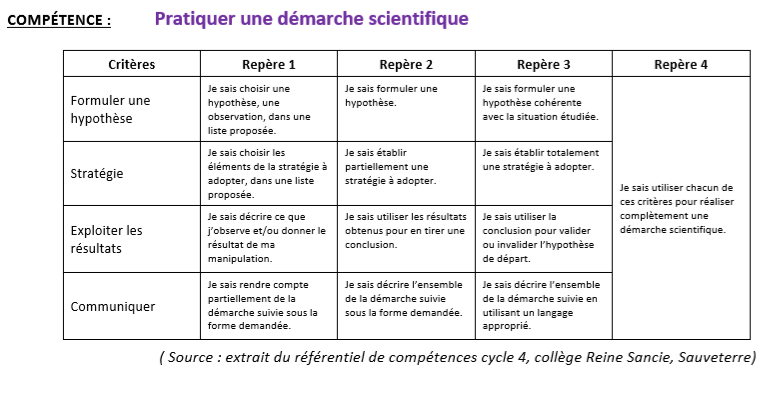 COMPÉTENCE : Pratiquer une démarche scientifique
Critères Repère 1 Repère 2 Repère 3 Repère 4
Formuler une
hypothèse
Je sais choisir une
hypothèse, une
observation, dans une
liste proposée.
Je sais formuler une
hypothèse.
Je sais formuler une
hypothèse cohérente
avec la situation étudiée.
Stratégie
Je sais choisir les
éléments de la stratégie à
adopter, dans une liste
proposée.
Je sais établir
partiellement une
stratégie à adopter.
Je sais établir totalement
une stratégie à adopter.
Exploiter les
résultats
Je sais décrire ce que
j’observe et/ou donner le
résultat de ma
manipulation.
Je sais utiliser les résultats
obtenus pour en tirer une
conclusion.
Je sais utiliser la
conclusion pour valider
ou invalider l’hypothèse
de départ.
Communiquer
Je sais rendre compte
partiellement de la
démarche suivie sous la
forme demandée.
Je sais décrire l’ensemble
de la démarche suivie
sous la forme demandée.
Je sais décrire l’ensemble
de la démarche suivie en
utilisant un langage
approprié.
Je sais utiliser chacun de
ces critères pour réaliser
complètement une
démarche scientifique.
( Source : extrait du référentiel de compétences cycle 4, collège Reine Sancie, Sauveterre)